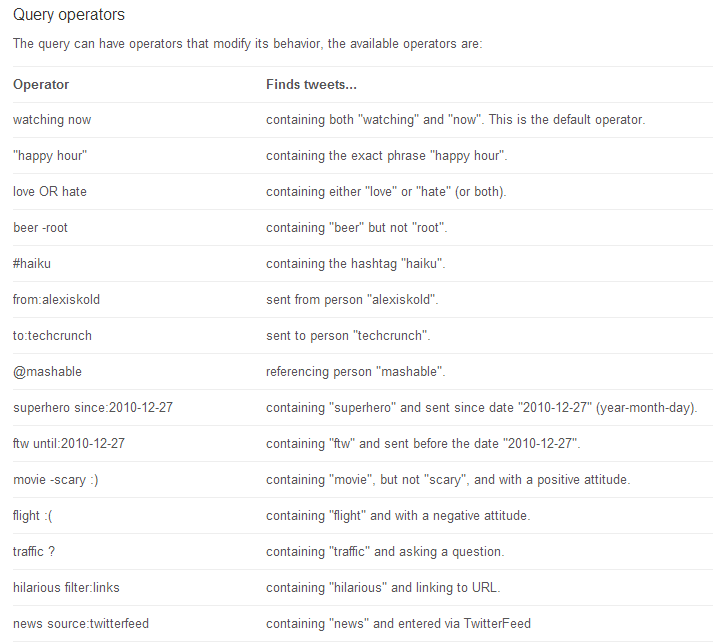 Query operators
The query can have operators that modify its behavior, the available operators are:
Operator Finds tweets...
watching now containing both "watching" and "now". This is the default operator.
"happy hour" containing the exact phrase "happy hour".
love OR hate containing either "love" or "hate" (or both).
beer -root containing "beer" but not "root".
#haiku containing the hashtag "haiku".
from:alexiskold sent from person "alexiskold".
to:techcrunch sent to person "techcrunch".
@mashable referencing person "mashable".
superhero since:2010-12-27 containing "superhero" and sent since date "2010-12-27" (year-month-day).
ftw until:2010-12-27 containing "ftw" and sent before the date "2010-12-27".
movie -scary :) containing "movie", but not "scary", and with a positive attitude.
flight :( containing "flight" and with a negative attitude.
traffic ? containing "traffic" and asking a question.
hilarious filter:links containing "hilarious" and linking to URL.
news source:twitterfeed containing "news" and entered via TwitterFeed